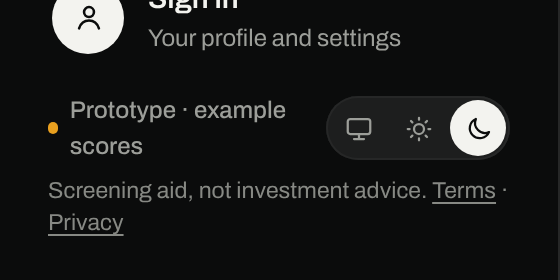 Sign in
Your profile and settings
Prototype · example
scores
Screening aid, not investment advice. Terms ·
Privacy